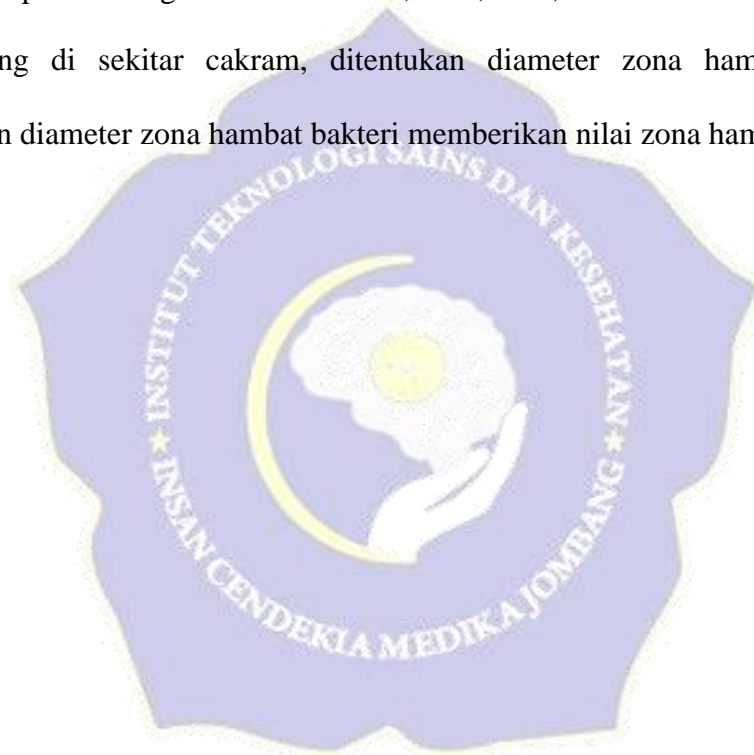 ng di sekitar cakram, ditentukan diameter zona ham
n diameter zona hambat bakteri memberikan nilai zona ham
INSTITUT TEKNOLOGI SAINS DAN KESEHATAN
INSAN CENDEKIA MEDIKA JOMBANG